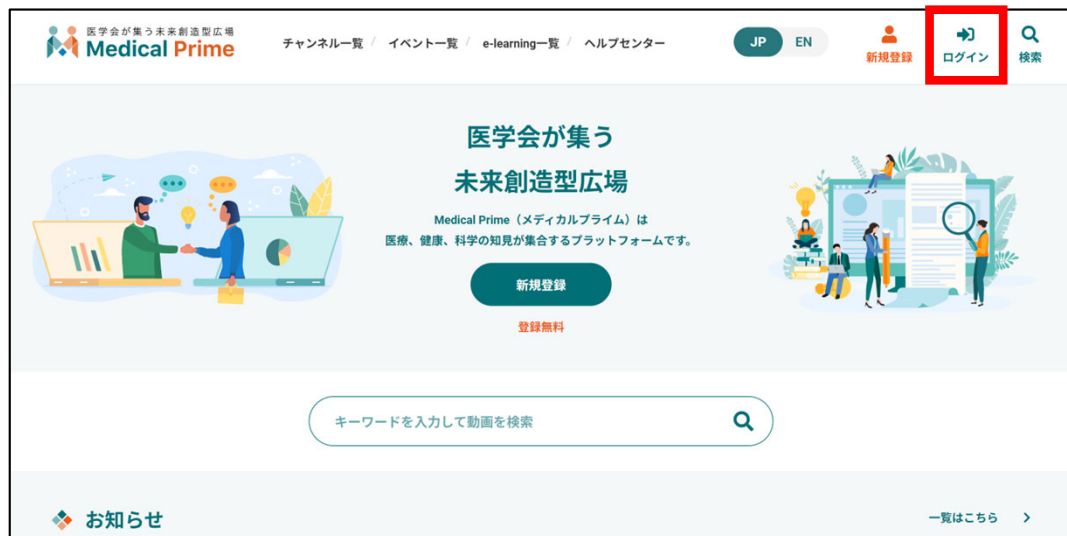 医学会が集う未来創造型広場
Medical Prime
チャンネル一覧 / イベント一覧 / e-learning一覧 / ヘルプセンター
JP EN
新規登録
ログイン
検索
医学会が集う
未来創造型広場
Medical Prime（メディカルプライム）は
医療、健康、科学の知見が集合するプラットフォームです。
新規登録
登録無料
キーワードを入力して動画を検索
お知らせ
一覧はこちら